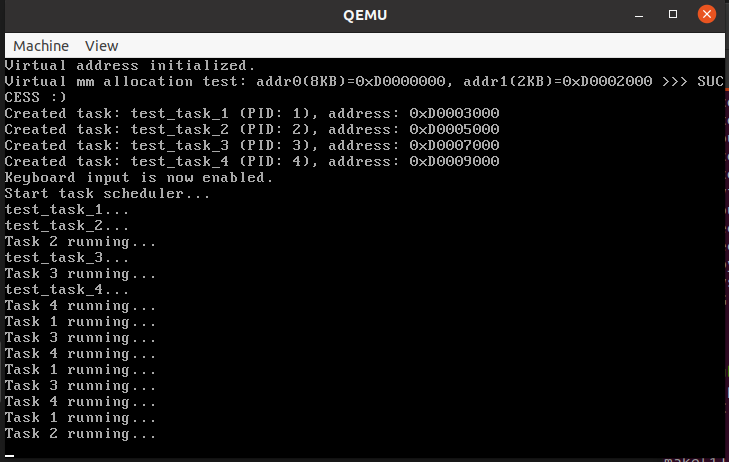 QEMU
Machine View
Virtual address initialized.
Virtual mm allocation test: addr0(8KB)=0xD0000000, addr1(2KB)=0xD0002000 >>> SUC
CESS :)
Created task: test_task_1 (PID: 1), address: 0xD0003000
Created task: test_task_2 (PID: 2), address: 0xD0005000
Created task: test_task_3 (PID: 3), address: 0xD0007000
Created task: test_task_4 (PID: 4), address: 0xD0009000
Keyboard input is now enabled.
Start task scheduler...
test_task_1...
test_task_2...
Task 2 running...
test_task_3...
Task 3 running...
test_task_4...
Task 4 running...
Task 1 running...
Task 3 running...
Task 4 running...
Task 1 running...
Task 3 running...
Task 4 running...
Task 1 running...
Task 2 running...